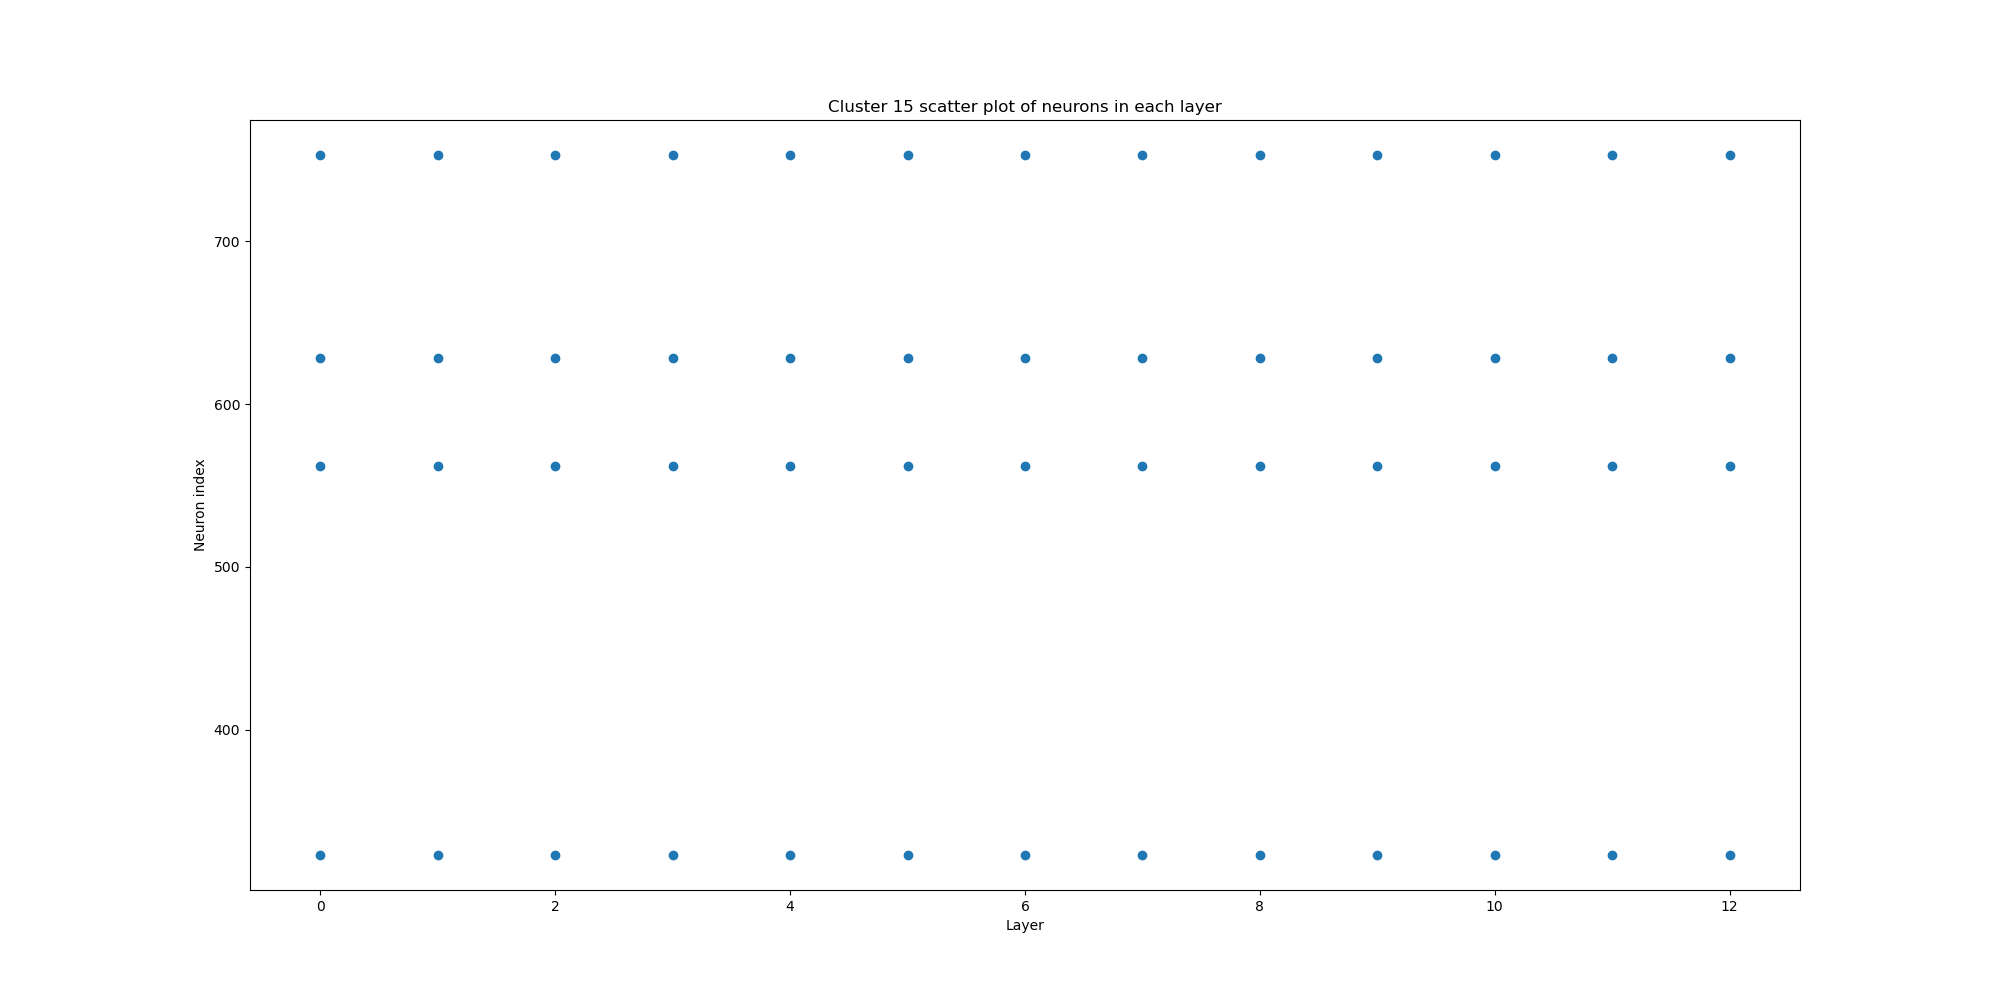 Cluster 15 scatter plot of neurons in each layer
700
600
500
400
Neuron index
0 2 4 6 8 10 12
Layer